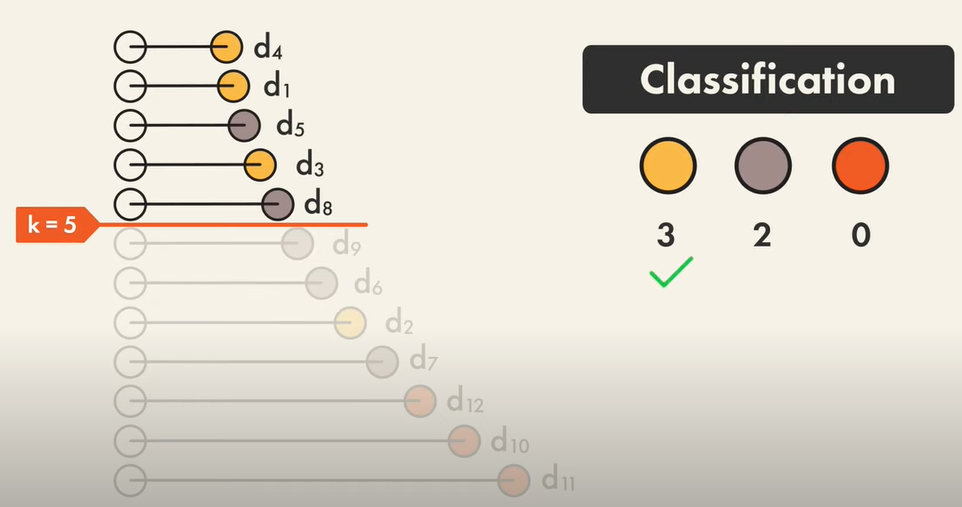 d4
d1
d5
d3
d8
k = 5
d9
d6
d2
d7
d12
d10
d11
Classification
3 2 0